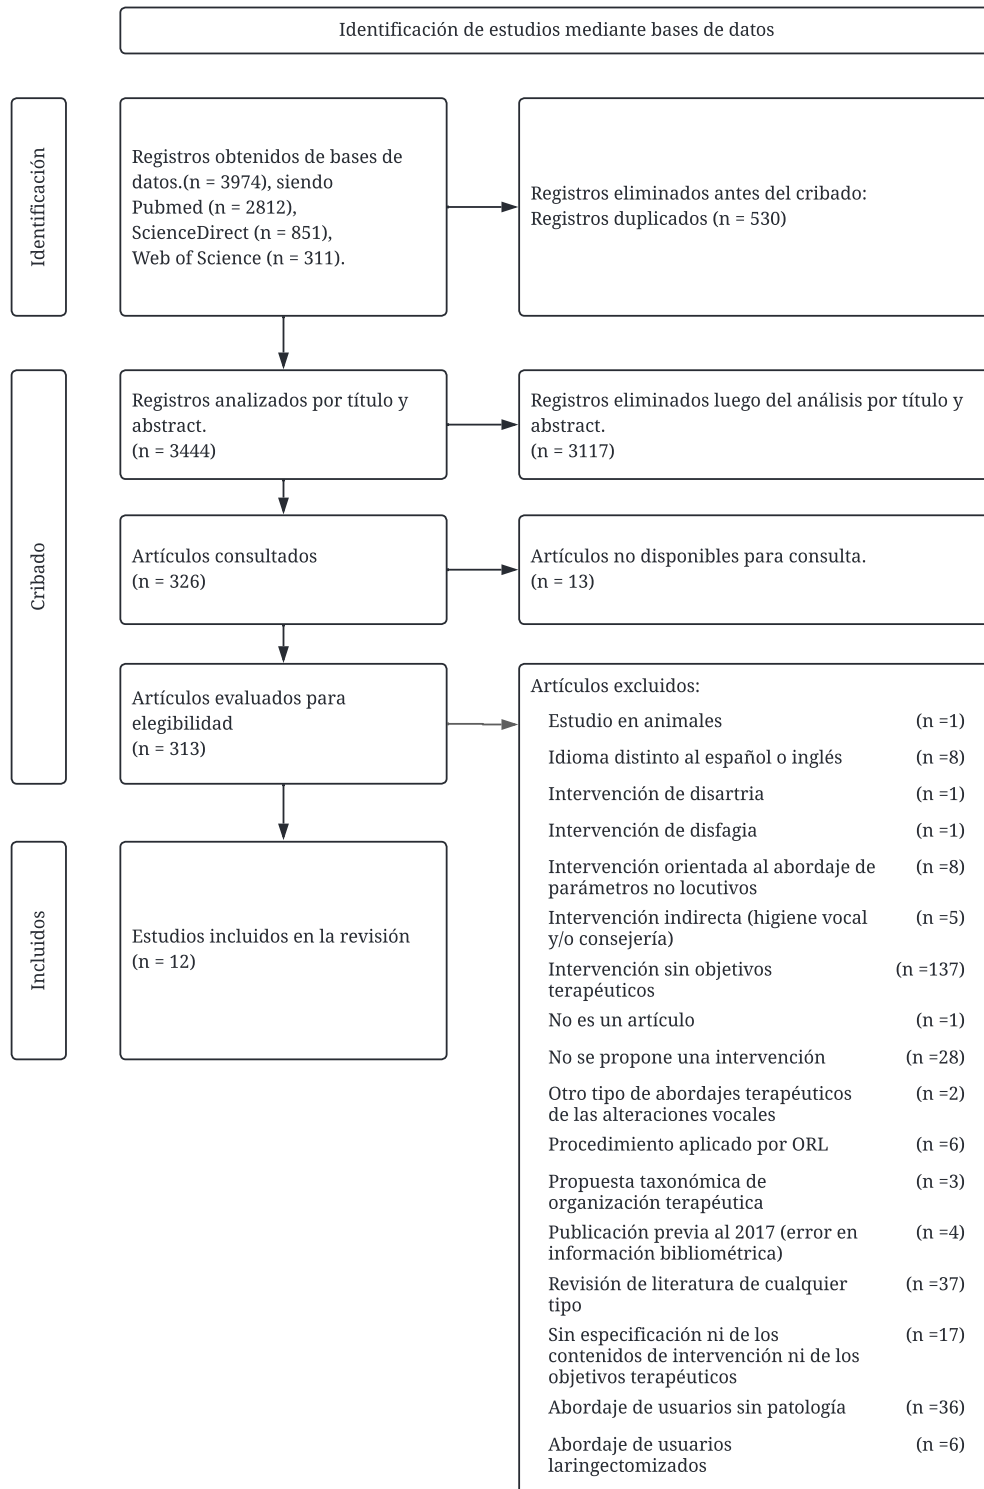 Identificación de estudios mediante bases de datos
Identificación
Registros obtenidos de bases de
datos.(n = 3974), siendo
Pubmed (n = 2812),
ScienceDirect (n = 851),
Web of Science (n = 311).
Registros eliminados antes del cribado:
Registros duplicados (n = 530)
Cribado
Registros analizados por título y
abstract.
(n = 3444)
Registros eliminados luego del análisis por título y
abstract.
(n = 3117)
Artículos consultados
(n = 326)
Artículos no disponibles para consulta.
(n = 13)
Artículos evaluados para
elegibilidad
(n = 313)
Artículos excluidos:
Estudio en animales (n =1)
Idioma distinto al español o inglés (n =8)
Intervención de disartria (n =1)
Intervención de disfagia (n =1)
Intervención orientada al abordaje de (n =8)
parámetros no locutivos
Intervención indirecta (higiene vocal (n =5)
y/o consejería)
Intervención sin objetivos (n =137)
terapéuticos
No es un artículo (n =1)
No se propone una intervención (n =28)
Otro tipo de abordajes terapéuticos (n =2)
de las alteraciones vocales
Procedimiento aplicado por ORL (n =6)
Propuesta taxonómica de (n =3)
organización terapéutica
Publicación previa al 2017 (error en (n =4)
información bibliométrica)
Revisión de literatura de cualquier (n =37)
tipo
Sin especificación ni de los (n =17)
contenidos de intervención ni de los
objetivos terapéuticos
Abordaje de usuarios sin patología (n =36)
Abordaje de usuarios (n =6)
laringectomizados
Incluidos
Estudios incluidos en la revisión
(n = 12)